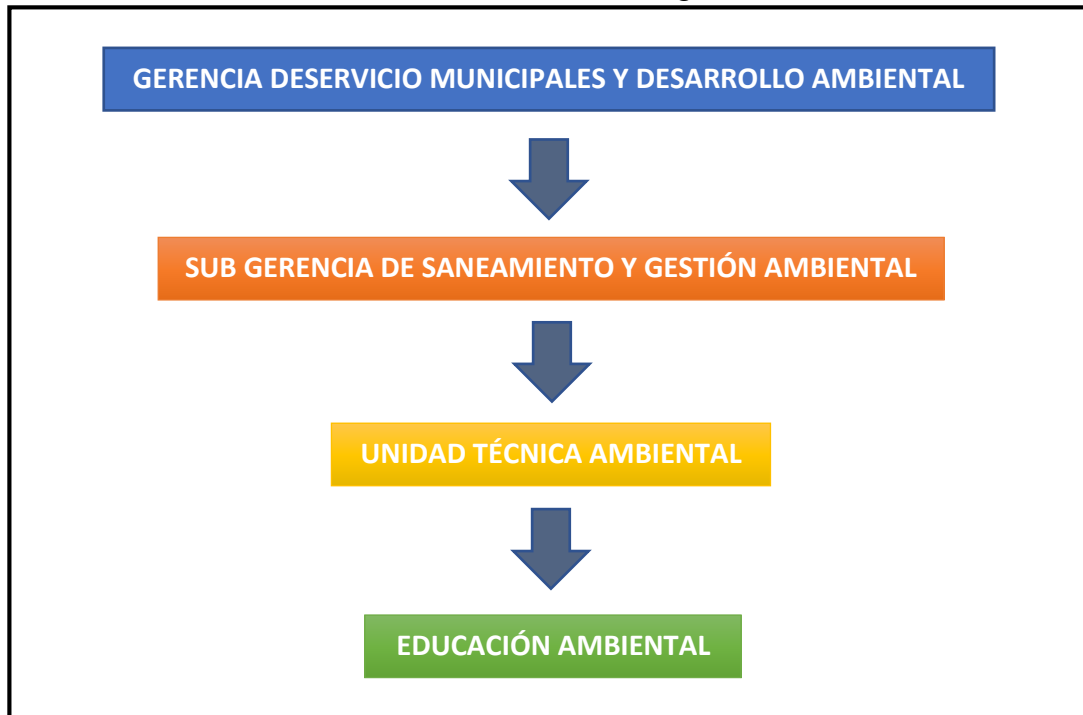 GERENCIA DESERVICIO MUNICIPALES Y DESARROLLO AMBIENTAL
SUB GERENCIA DE SANEAMIENTO Y GESTIÓN AMBIENTAL
UNIDAD TÉCNICA AMBIENTAL
EDUCACIÓN AMBIENTAL